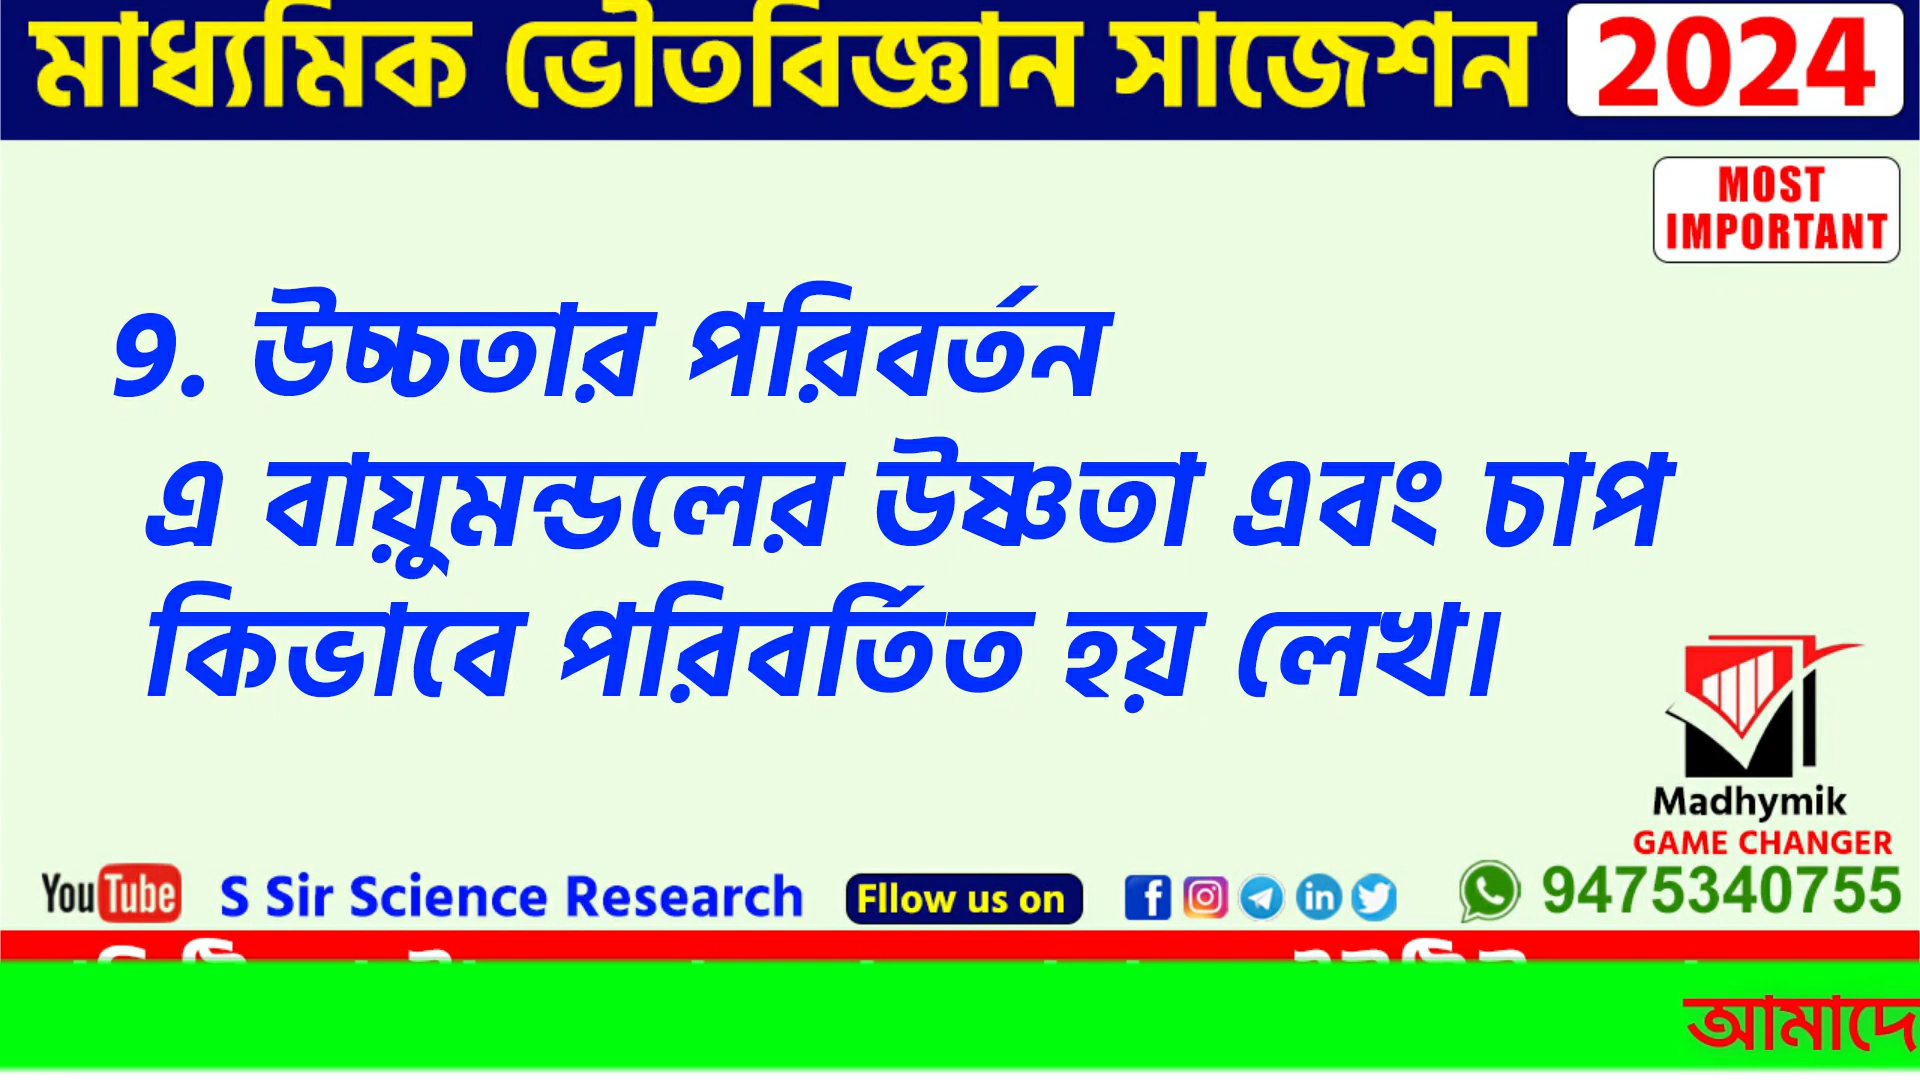 মাধ্যমিক ভৌতবিজ্ঞান সাজেশন 2024
MOST
IMPORTANT
9. উচ্চতার পরিবর্তন
এ বায়ুমন্ডলের উষ্ণতা এবং চাপ
কিভাবে পরিবর্তিত হয় লেখ।
Madhymik
GAME CHANGER
YouTube S Sir Science Research Fllow us on 9475340755
আমাদে